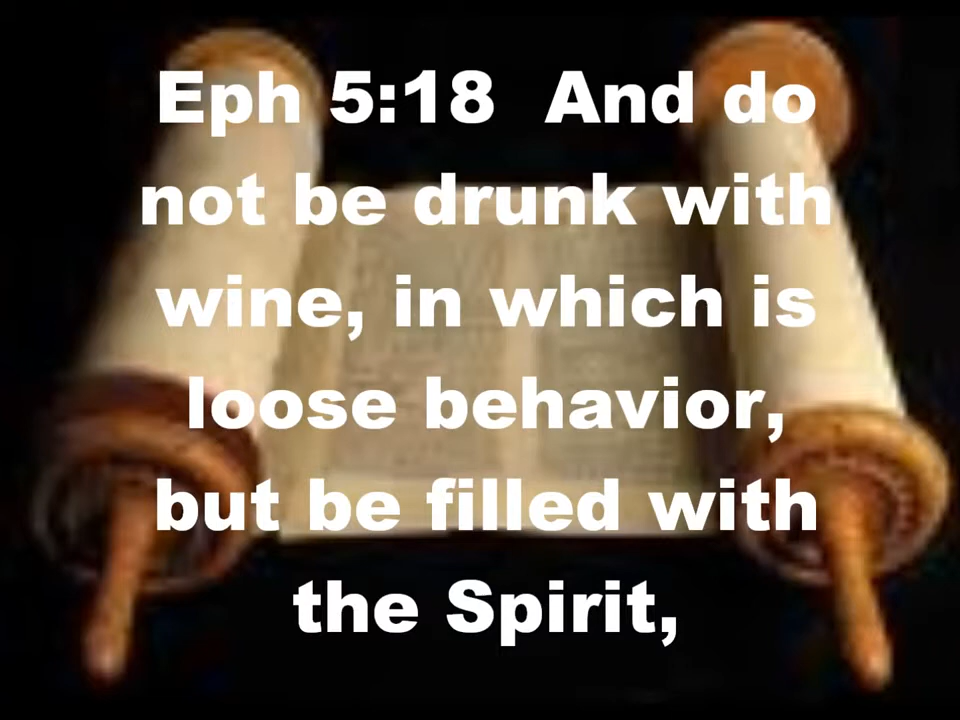 Eph 5:18  And do
not be drunk with
wine, in which is
loose behavior,
but be filled with
the Spirit,